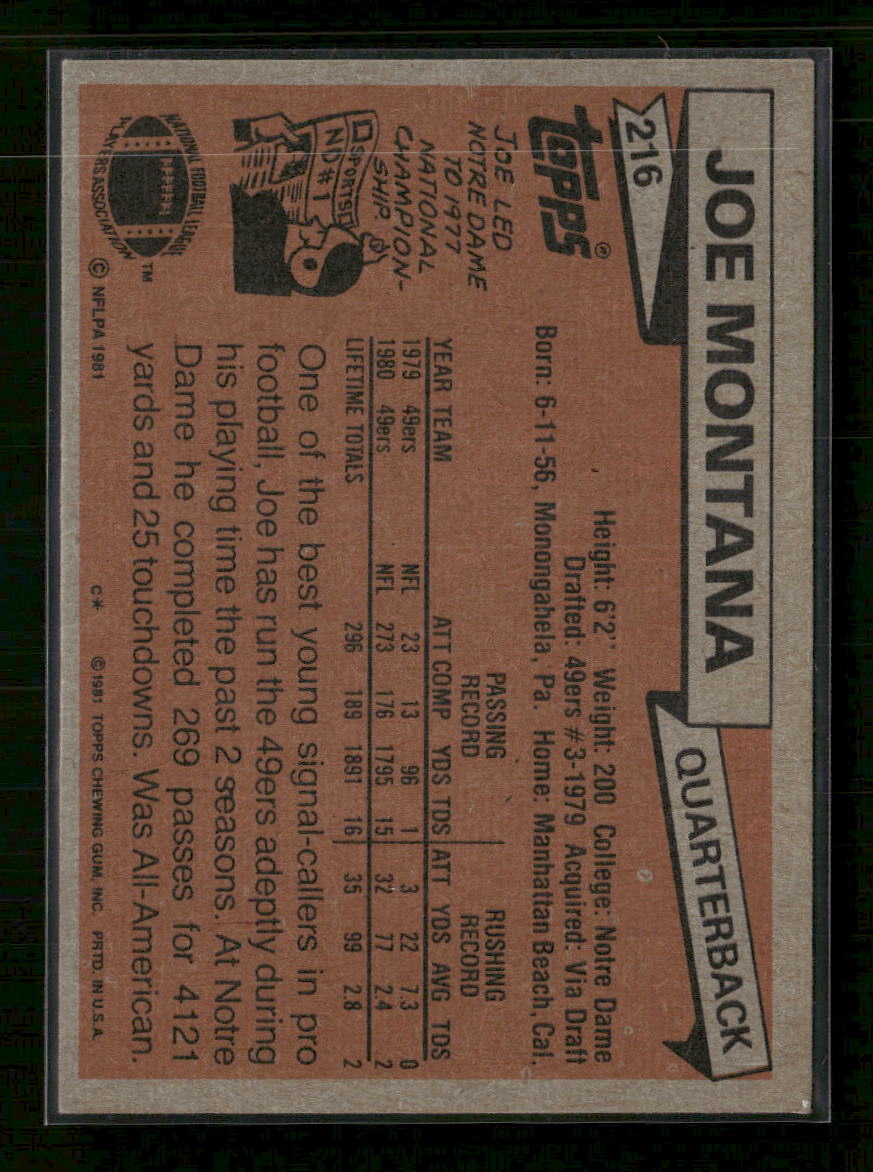 JOE MONTANA
QUARTERBACK
216
topps®
Height: 6'2" Weight: 200 College: Notre Dame
Drafted: 49ers #3-1979 Acquired: Via Draft
Born: 6-11-56, Monongahela, Pa. Home: Manhattan Beach, Cal.
JOE LED
NOTRE DAME
TO 1977
NATIONAL
CHAMPION-
SHIP.
SPORTS
ND #1
PASSING RUSHING
RECORD RECORD
YEAR TEAM ATT COMP YDS TDS ATT YDS AVG TDS
1979 49ers NFL 23 13 96 1 3 22 7.3 0
1980 49ers NFL 273 176 1795 15 32 77 2.4 2
LIFETIME TOTALS 296 189 1891 16 35 99 2.8 2
One of the best young signal-callers in pro
football, Joe has run the 49ers adeptly during
his playing time the past 2 seasons. At Notre
Dame he completed 269 passes for 4121
yards and 25 touchdowns. Was All-American.
NATIONAL FOOTBALL LEAGUE
PLAYERS ASSOCIATION
TM
© NFLPA 1981
C* ©1981 TOPPS CHEWING GUM, INC. PRTD. IN U.S.A.